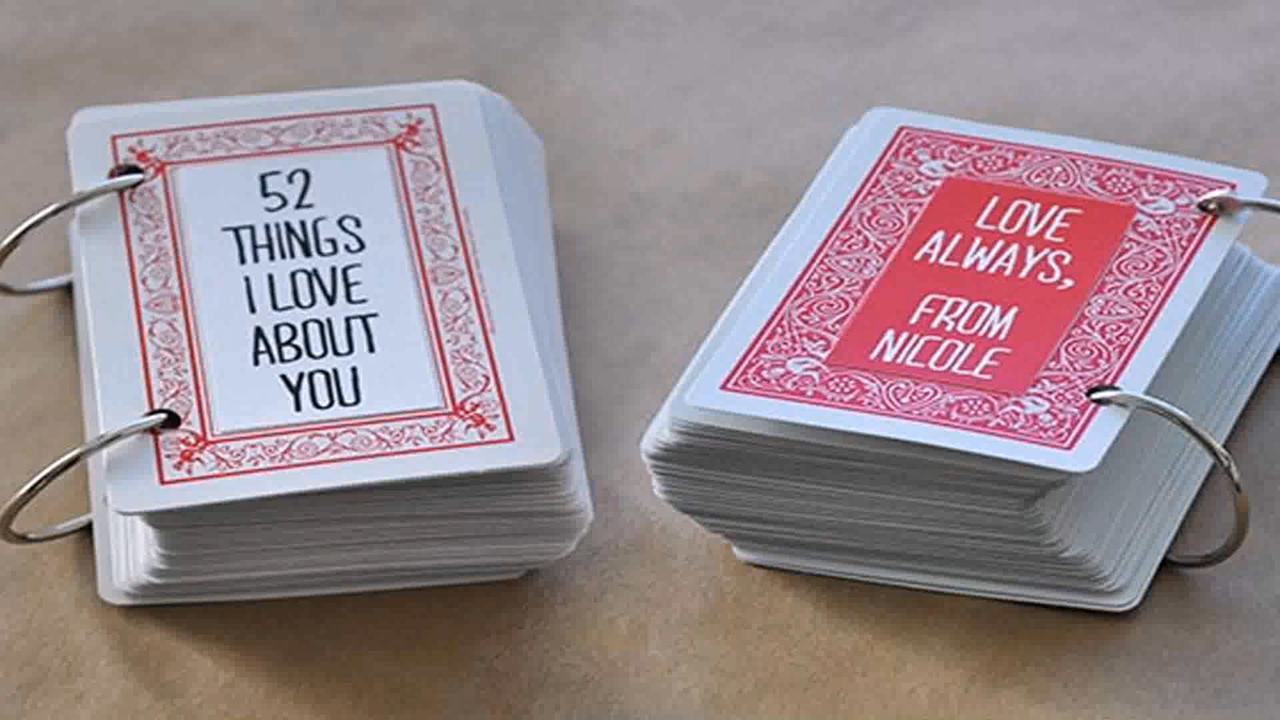 52
THINGS
i LOVE
ABOUT
YOU
LOVE
ALWAYS,
FROM
NICOLE